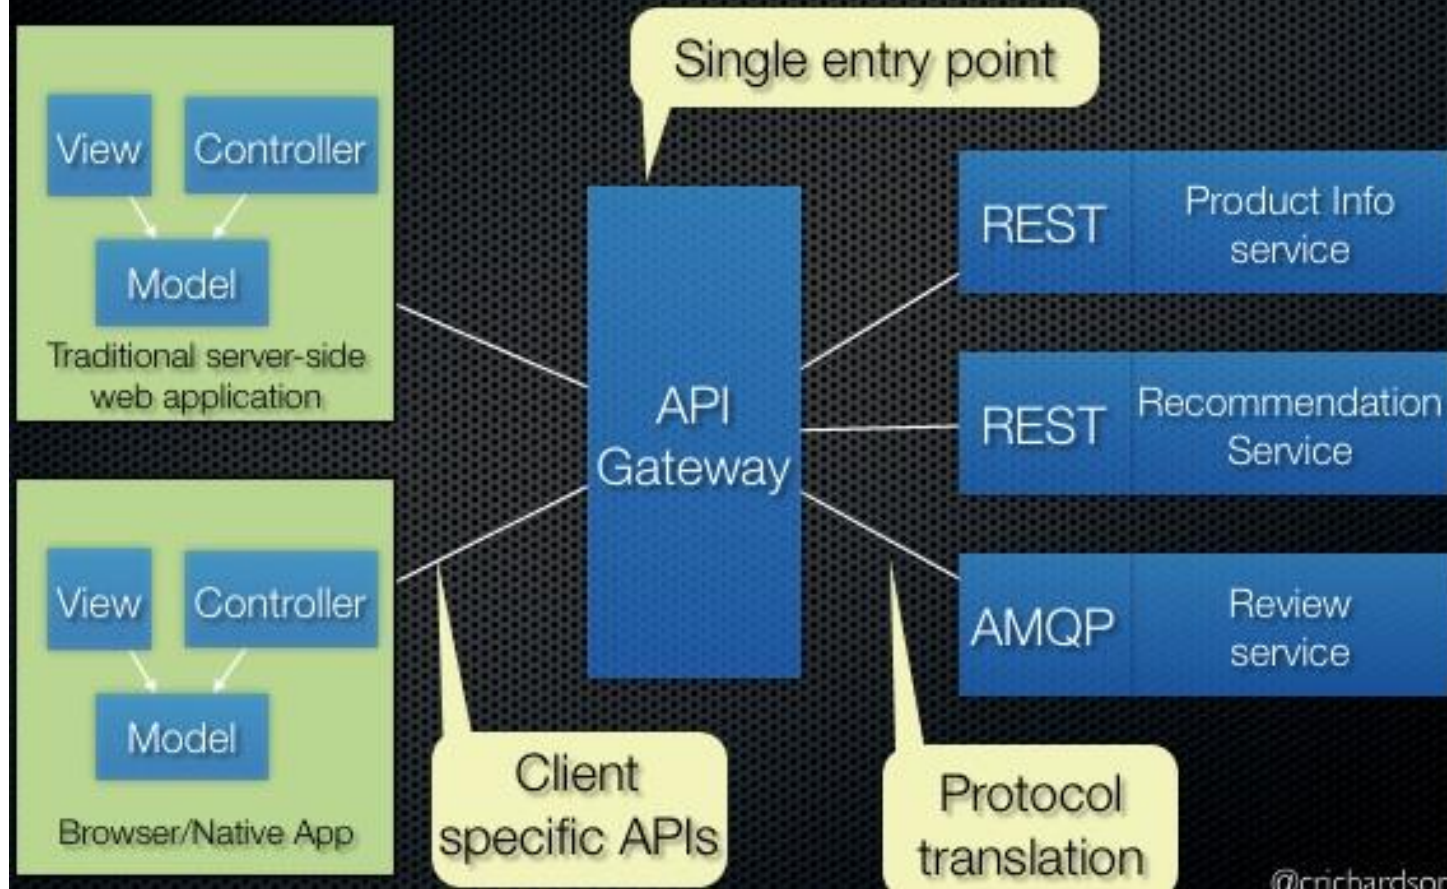 Single entry point
View
Controller
Model
Traditional server-side
web application
View
Controller
Model
Browser/Native App
API
Gateway
Client
specific APIs
REST
Product Info
service
REST
Recommendation
Service
AMQP
Review
service
Protocol
translation
@crichardson